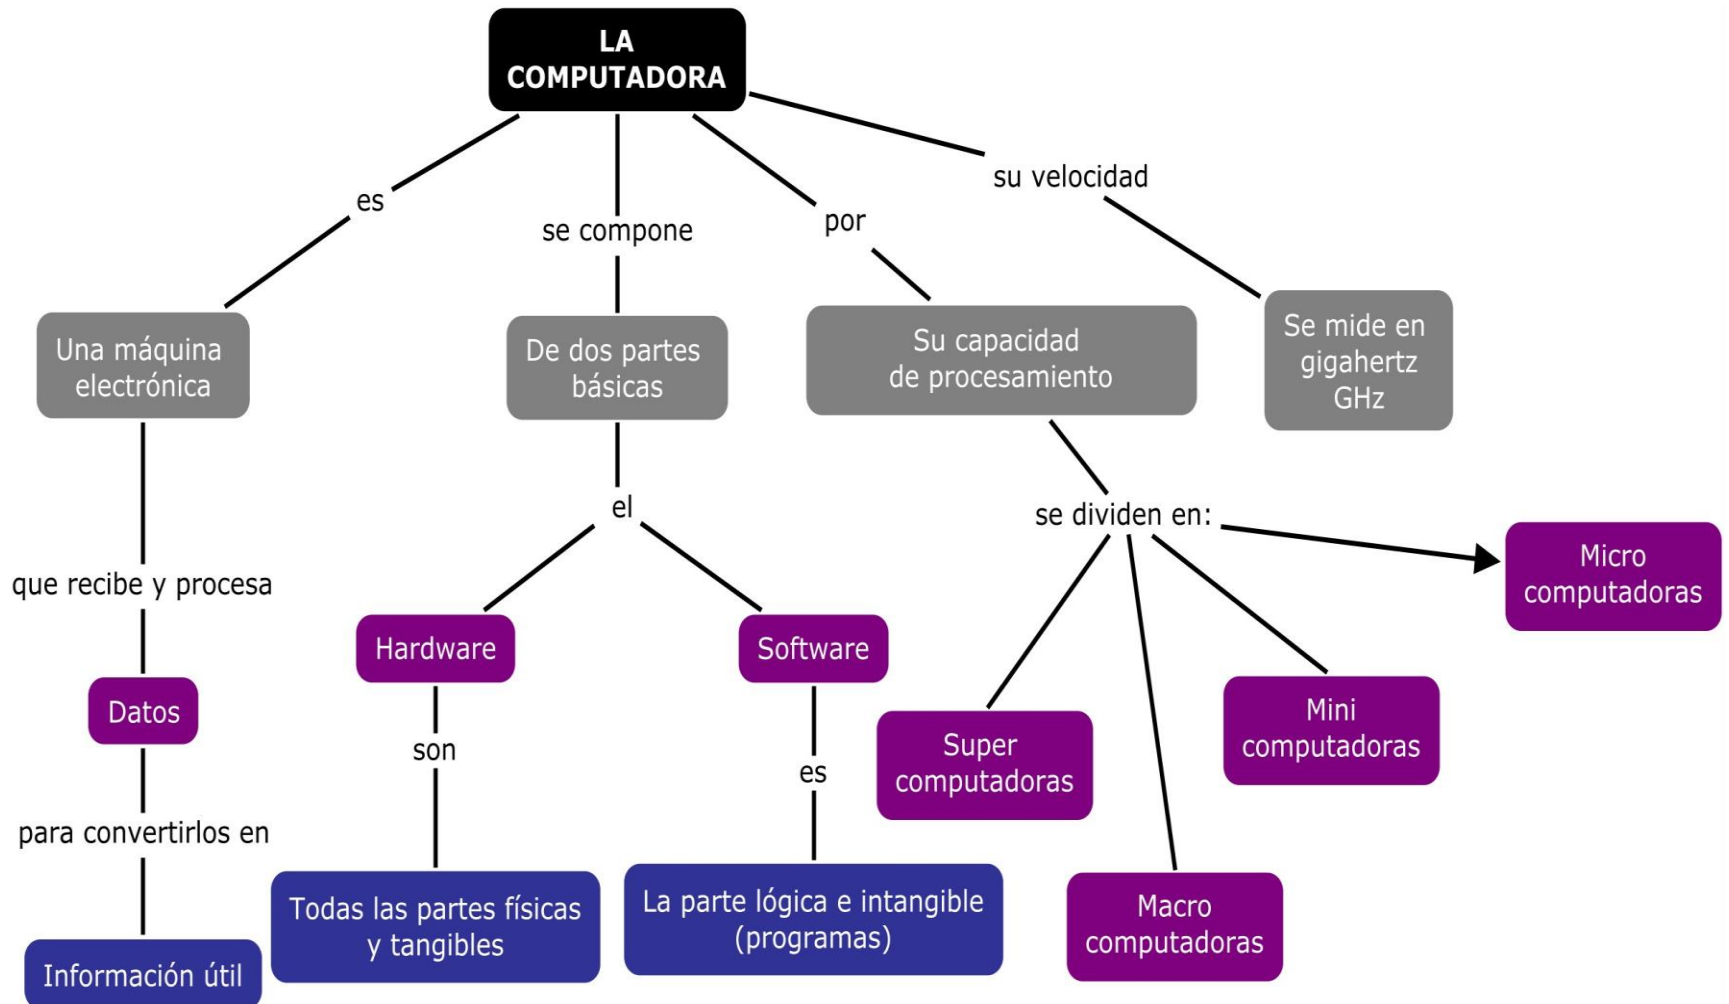 LA
COMPUTADORA
es
se compone
por
su velocidad
Una máquina
electrónica
De dos partes
básicas
Su capacidad
de procesamiento
Se mide en
gigahertz
GHz
que recibe y procesa
el
se dividen en:
Datos
Hardware
Software
Super
computadoras
Macro
computadoras
Mini
computadoras
Micro
computadoras
para convertirlos en
son
es
Información útil
Todas las partes físicas
y tangibles
La parte lógica e intangible
(programas)